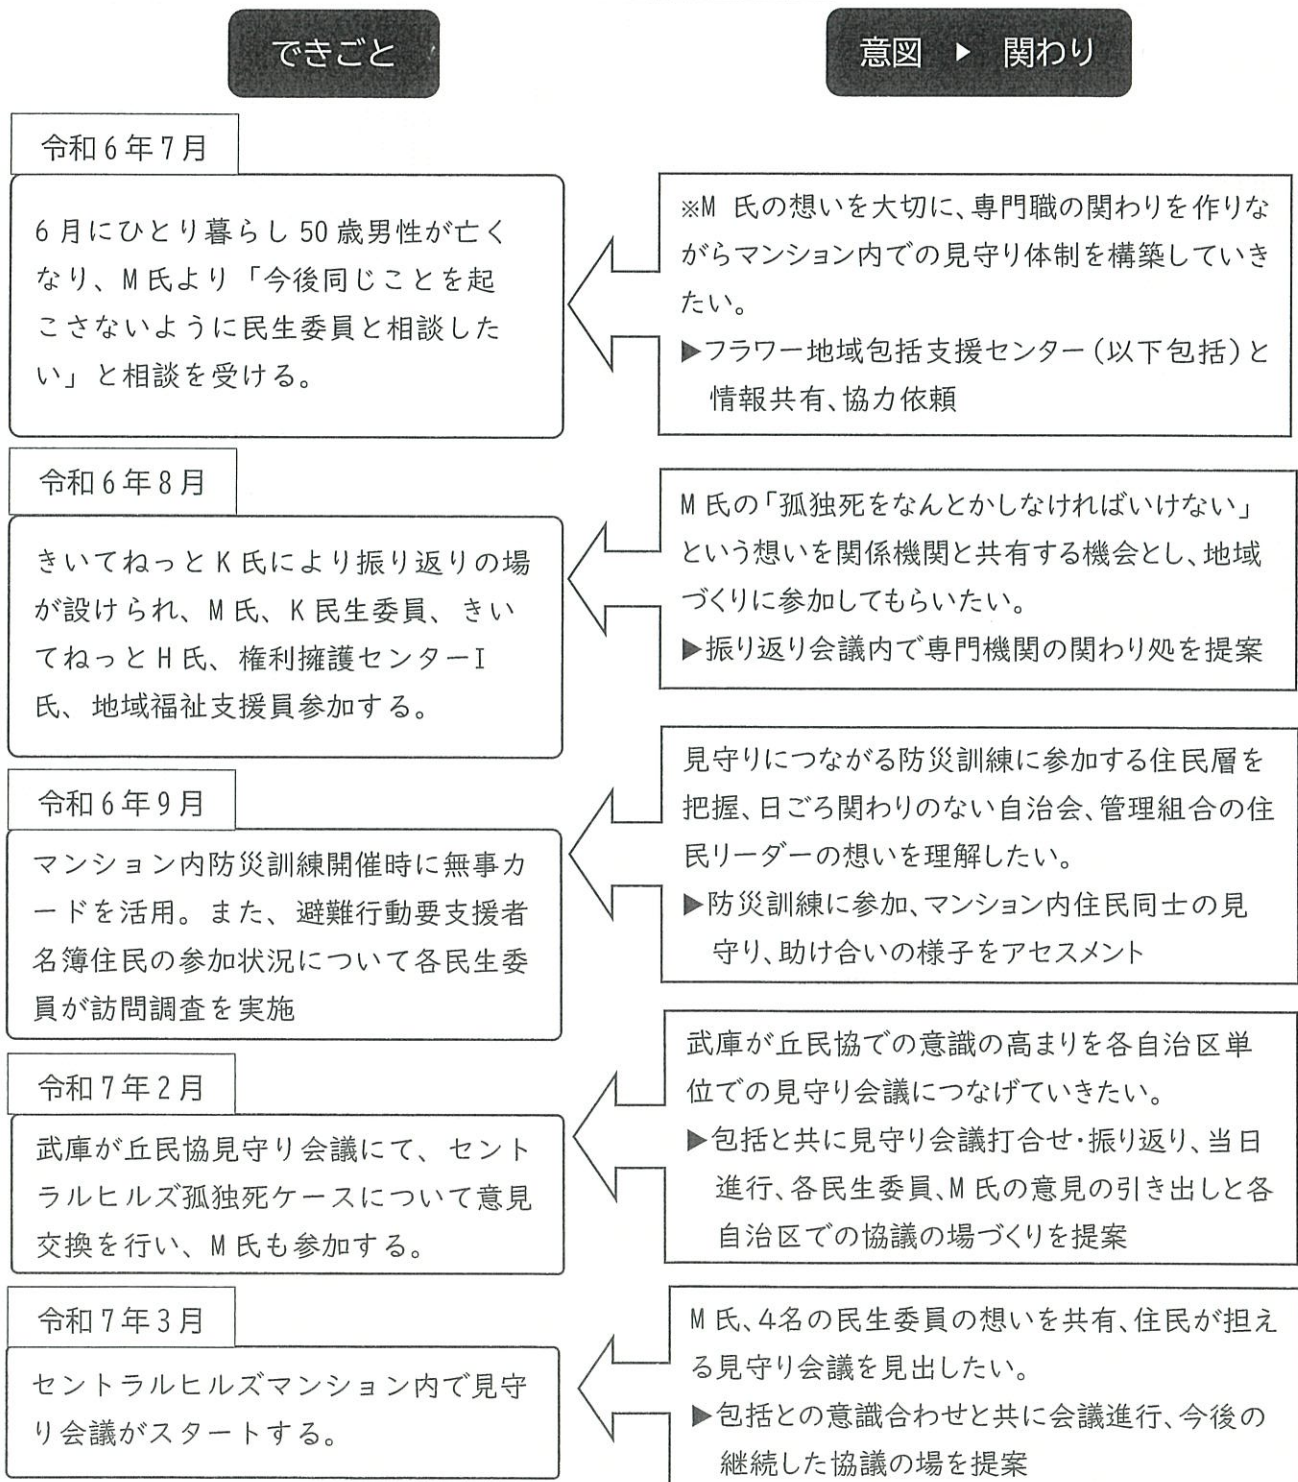 できごと
意図 ▶ 関わり
令和6年7月
6月にひとり暮らし50歳男性が亡く
なり、M氏より「今後同じことを起
こさないように民生委員と相談した
い」と相談を受ける。
※M 氏の想いを大切に、専門職の関わりを作りな
がらマンション内での見守り体制を構築していき
たい。
▶フラワー地域包括支援センター(以下包括)と
情報共有、協力依頼
令和6年8月
きいてねっとK氏により振り返りの場
が設けられ、M氏、K民生委員、きい
てねっとH氏、権利擁護センターI
氏、地域福祉支援員参加する。
M氏の「孤独死をなんとかしなければいけない」
という想いを関係機関と共有する機会とし、地域
づくりに参加してもらいたい。
▶振り返り会議内で専門機関の関わり処を提案
令和6年9月
マンション内防災訓練開催時に無事カ
ードを活用。また、避難行動要支援者
名簿住民の参加状況について各民生委
員が訪問調査を実施
見守りにつながる防災訓練に参加する住民層を
把握、日ごろ関わりのない自治会、管理組合の住
民リーダーの想いを理解したい。
▶防災訓練に参加、マンション内住民同士の見
守り、助け合いの様子をアセスメント
令和7年2月
武庫が丘民協見守り会議にて、セント
ラルヒルズ孤独死ケースについて意見
交換を行い、M氏も参加する。
武庫が丘民協での意識の高まりを各自治区単
位での見守り会議につなげていきたい。
▶包括と共に見守り会議打合せ・振り返り、当日
進行、各民生委員、M氏の意見の引き出しと各
自治区での協議の場づくりを提案
令和7年3月
セントラルヒルズマンション内で見守
り会議がスタートする。
M氏、4名の民生委員の想いを共有、住民が担え
る見守り会議を見出したい。
▶包括との意識合わせと共に会議進行、今後の
継続した協議の場を提案